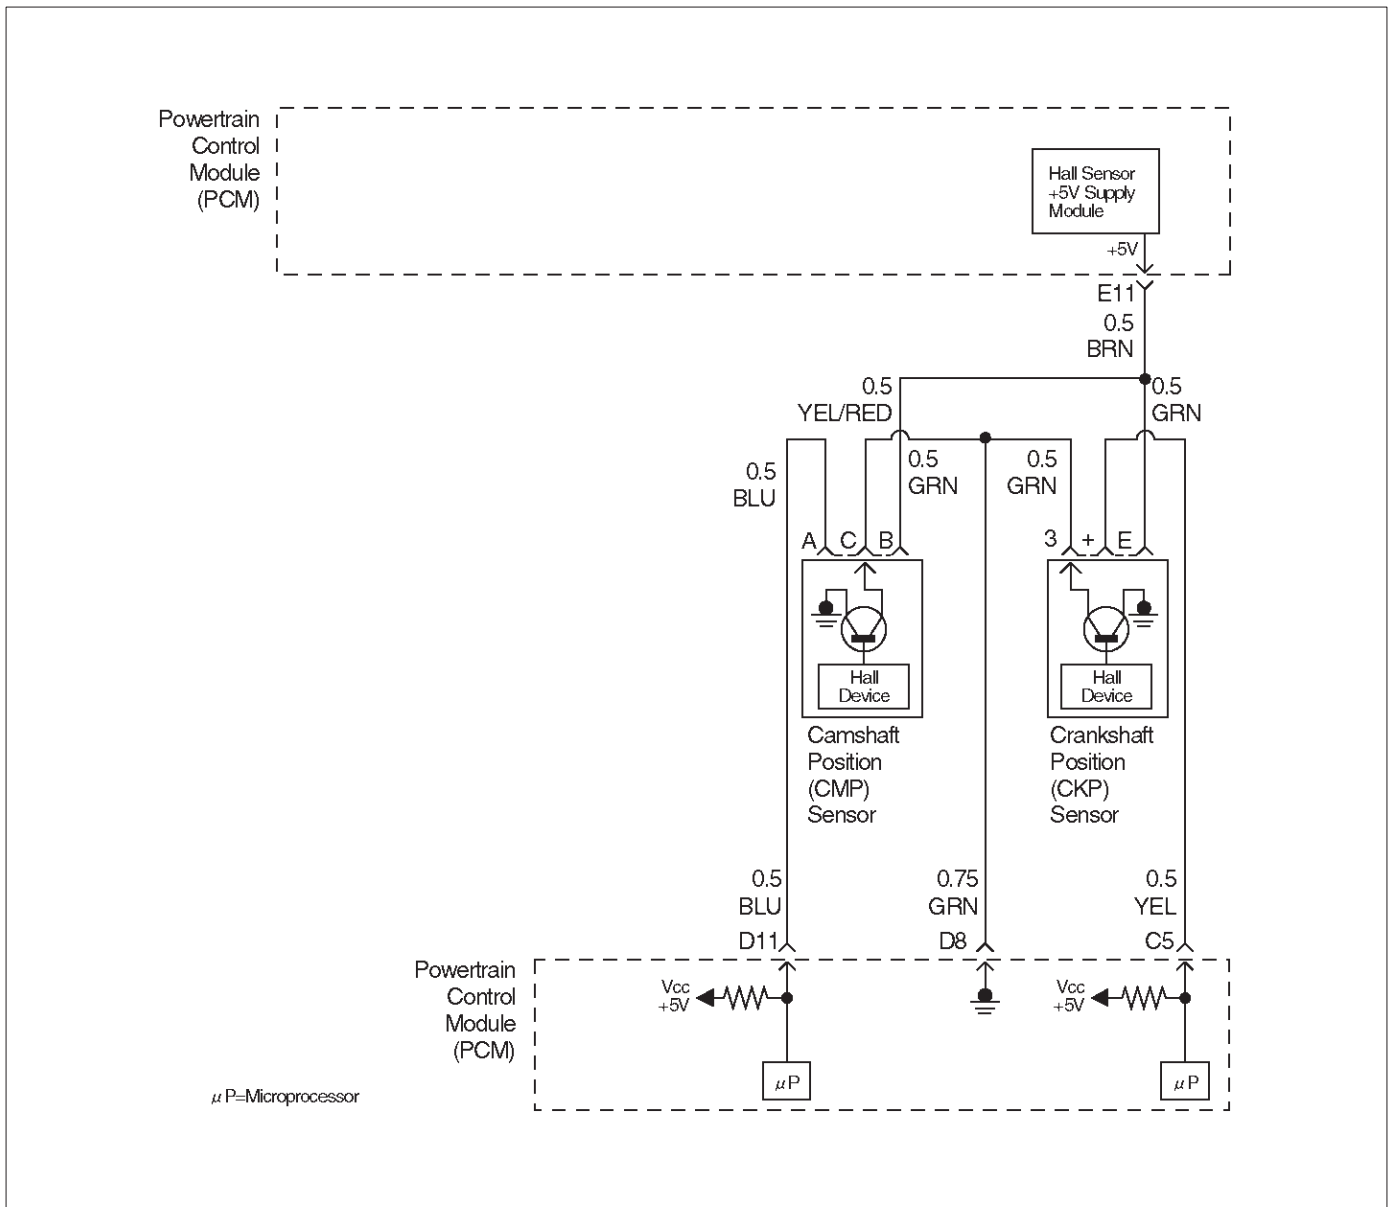 Powertrain
Control
Module
(PCM)
Hall Sensor
+5V Supply
Module
+5V
E11
0.5
BRN
0.5
YEL/RED
0.5
GRN
0.5
BLU
0.5
GRN
0.5
GRN
A C B
3 + E
Hall
Device
Hall
Device
Camshaft
Position
(CMP)
Sensor
Crankshaft
Position
(CKP)
Sensor
0.5
BLU
D11
0.75
GRN
D8
0.5
YEL
C5
Powertrain
Control
Module
(PCM)
Vcc
+5V
Vcc
+5V
μP
μP
μP=Microprocessor